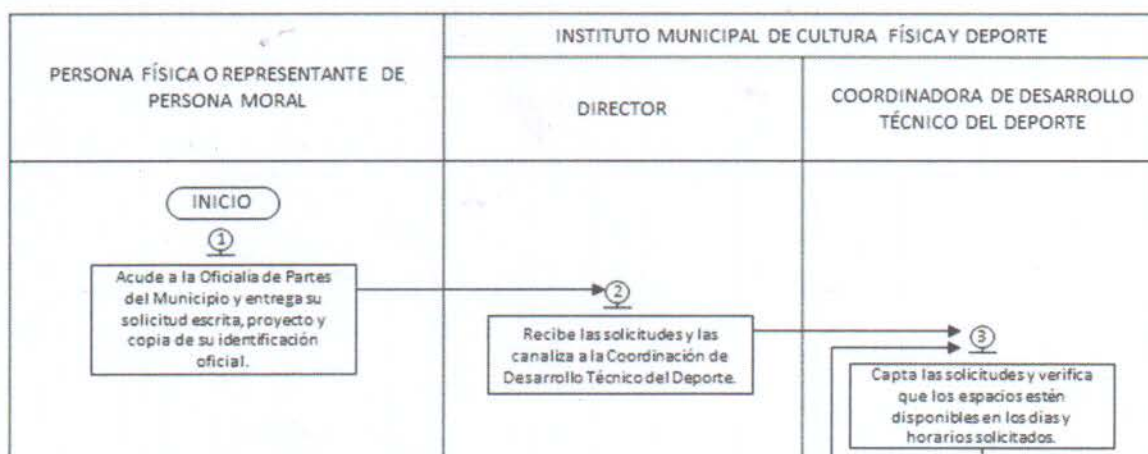 PERSONA FÍSICA O REPRESENTANTE DE
PERSONA MORAL
INSTITUTO MUNICIPAL DE CULTURA FÍSICA Y DEPORTE
DIRECTOR
COORDINADORA DE DESARROLLO
TÉCNICO DEL DEPORTE
INICIO
1
Acude a la Oficialia de Partes
del Municipio y entrega su
solicitud escrita, proyecto y
copia de su identificación
oficial.
2
Recibe las solicitudes y las
canaliza a la Coordinación de
Desarrollo Técnico del Deporte.
3
Capta las solicitudes y verifica
que los espacios estén
disponibles en los días y
horarios solicitados.